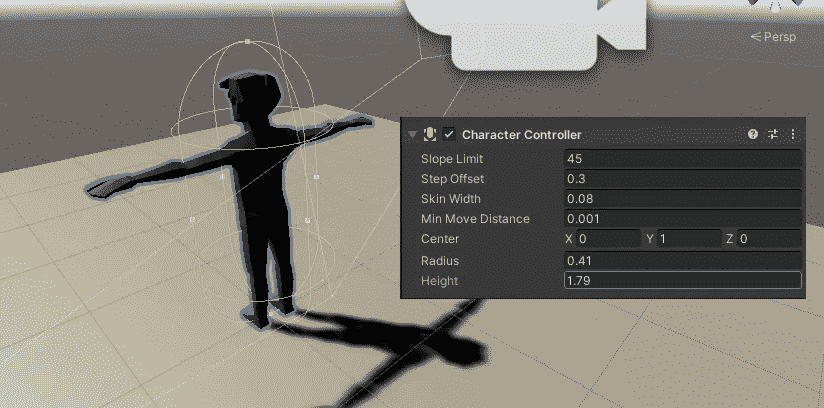 Persp
Character Controller
Slope Limit 45
Step Offset 0.3
Skin Width 0.08
Min Move Distance 0.001
Center X 0 Y 1 Z 0
Radius 0.41
Height 1.79